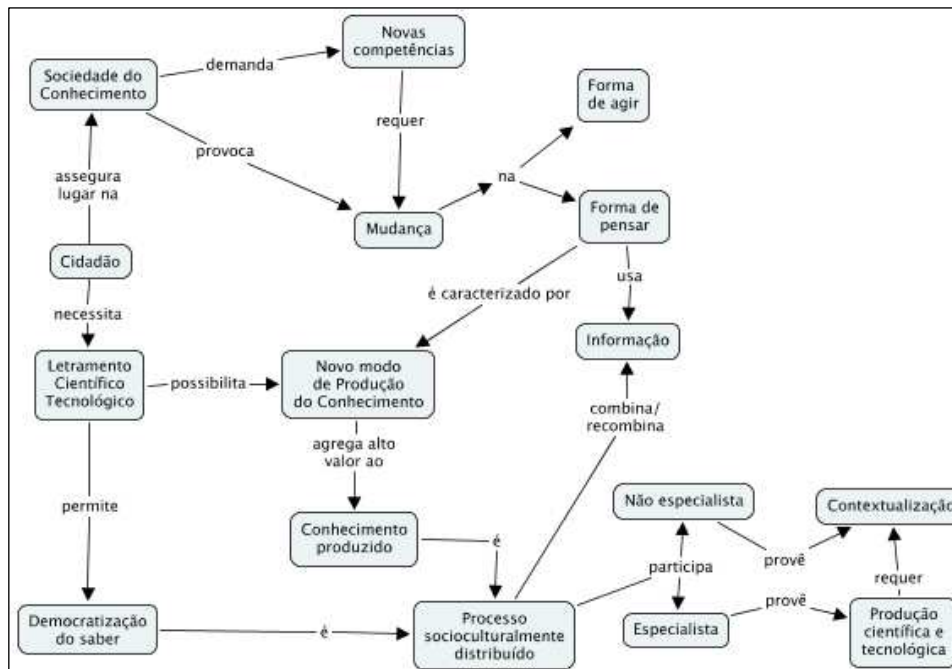 Novas
competências
demanda
Sociedade do
Conhecimento
Forma
de agir
requer
provoca
na
assegura
lugar na
Mudança
Forma de
pensar
Cidadão
usa
é caracterizado por
necessita
Informação
Letramento
Científico
Tecnológico
possibilita
Novo modo
de Produção
do Conhecimento
combina/
recombina
agrega alto
valor ao
permite
Não especialista
Contextualização
Conhecimento
produzido
é
participa
provê
requer
provê
Democratização
do saber
é
Processo
socioculturalmente
distribuído
Especialista
Produção
científica e
tecnológica